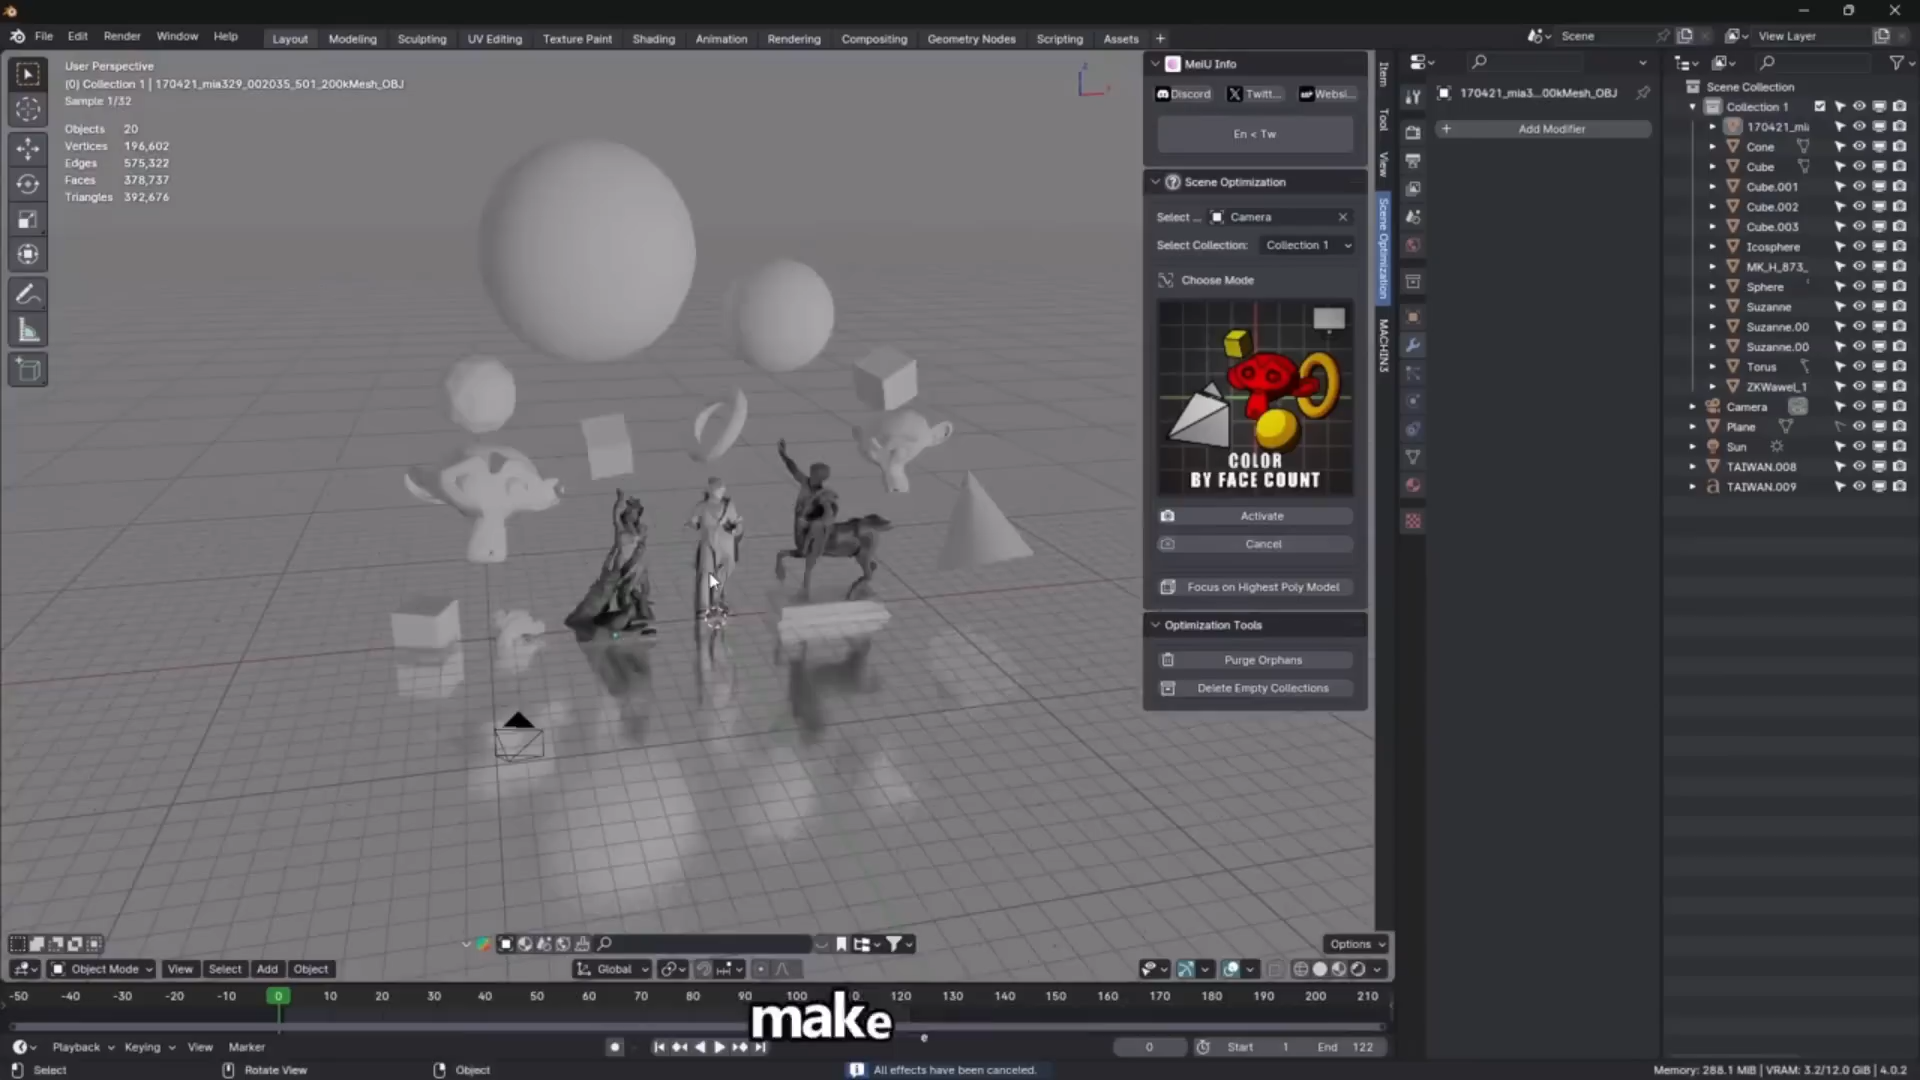 File Edit Render Window Help
Layout Modeling Sculpting UV Editing Texture Paint Shading Animation Rendering Compositing Geometry Nodes Scripting Assets +
Scene
View Layer
User Perspective
(0) Collection 1 | 170421_mia329_002035_501_200kMesh_OBJ
Sample 1/32
Objects 20
Vertices 196,602
Edges 575,322
Faces 378,737
Triangles 392,676
MeiU Info
Discord Twitt... Websi...
En < Tw
Scene Optimization
Select ... Camera
Select Collection: Collection 1
Choose Mode
COLOR
BY FACE COUNT
Activate
Cancel
Focus on Highest Poly Model
Optimization Tools
Purge Orphans
Delete Empty Collections
Item
Tool
View
Scene Optimization
MACHIN3
170421_mia3...00kMesh_OBJ
+ Add Modifier
Scene Collection
Collection 1
170421_mi
Cone
Cube
Cube.001
Cube.002
Cube.003
Icosphere
MK_H_873_
Sphere
Suzanne
Suzanne.00
Suzanne.00
Torus
ZKWawel_1
Camera
Plane
Sun
TAIWAN.008
TAIWAN.009
Options
Object Mode View Select Add Object
Global
-50 -40 -30 -20 -10 0 10 20 30 40 50 60 70 80 90 100 120 130 140 150 160 170 180 190 200 210
make
Playback Keying View Marker
0 Start 1 End 122
Select Rotate View Object
All effects have been canceled.
Memory: 288.1 MiB | VRAM: 3.2/12.0 GiB | 4.0.2